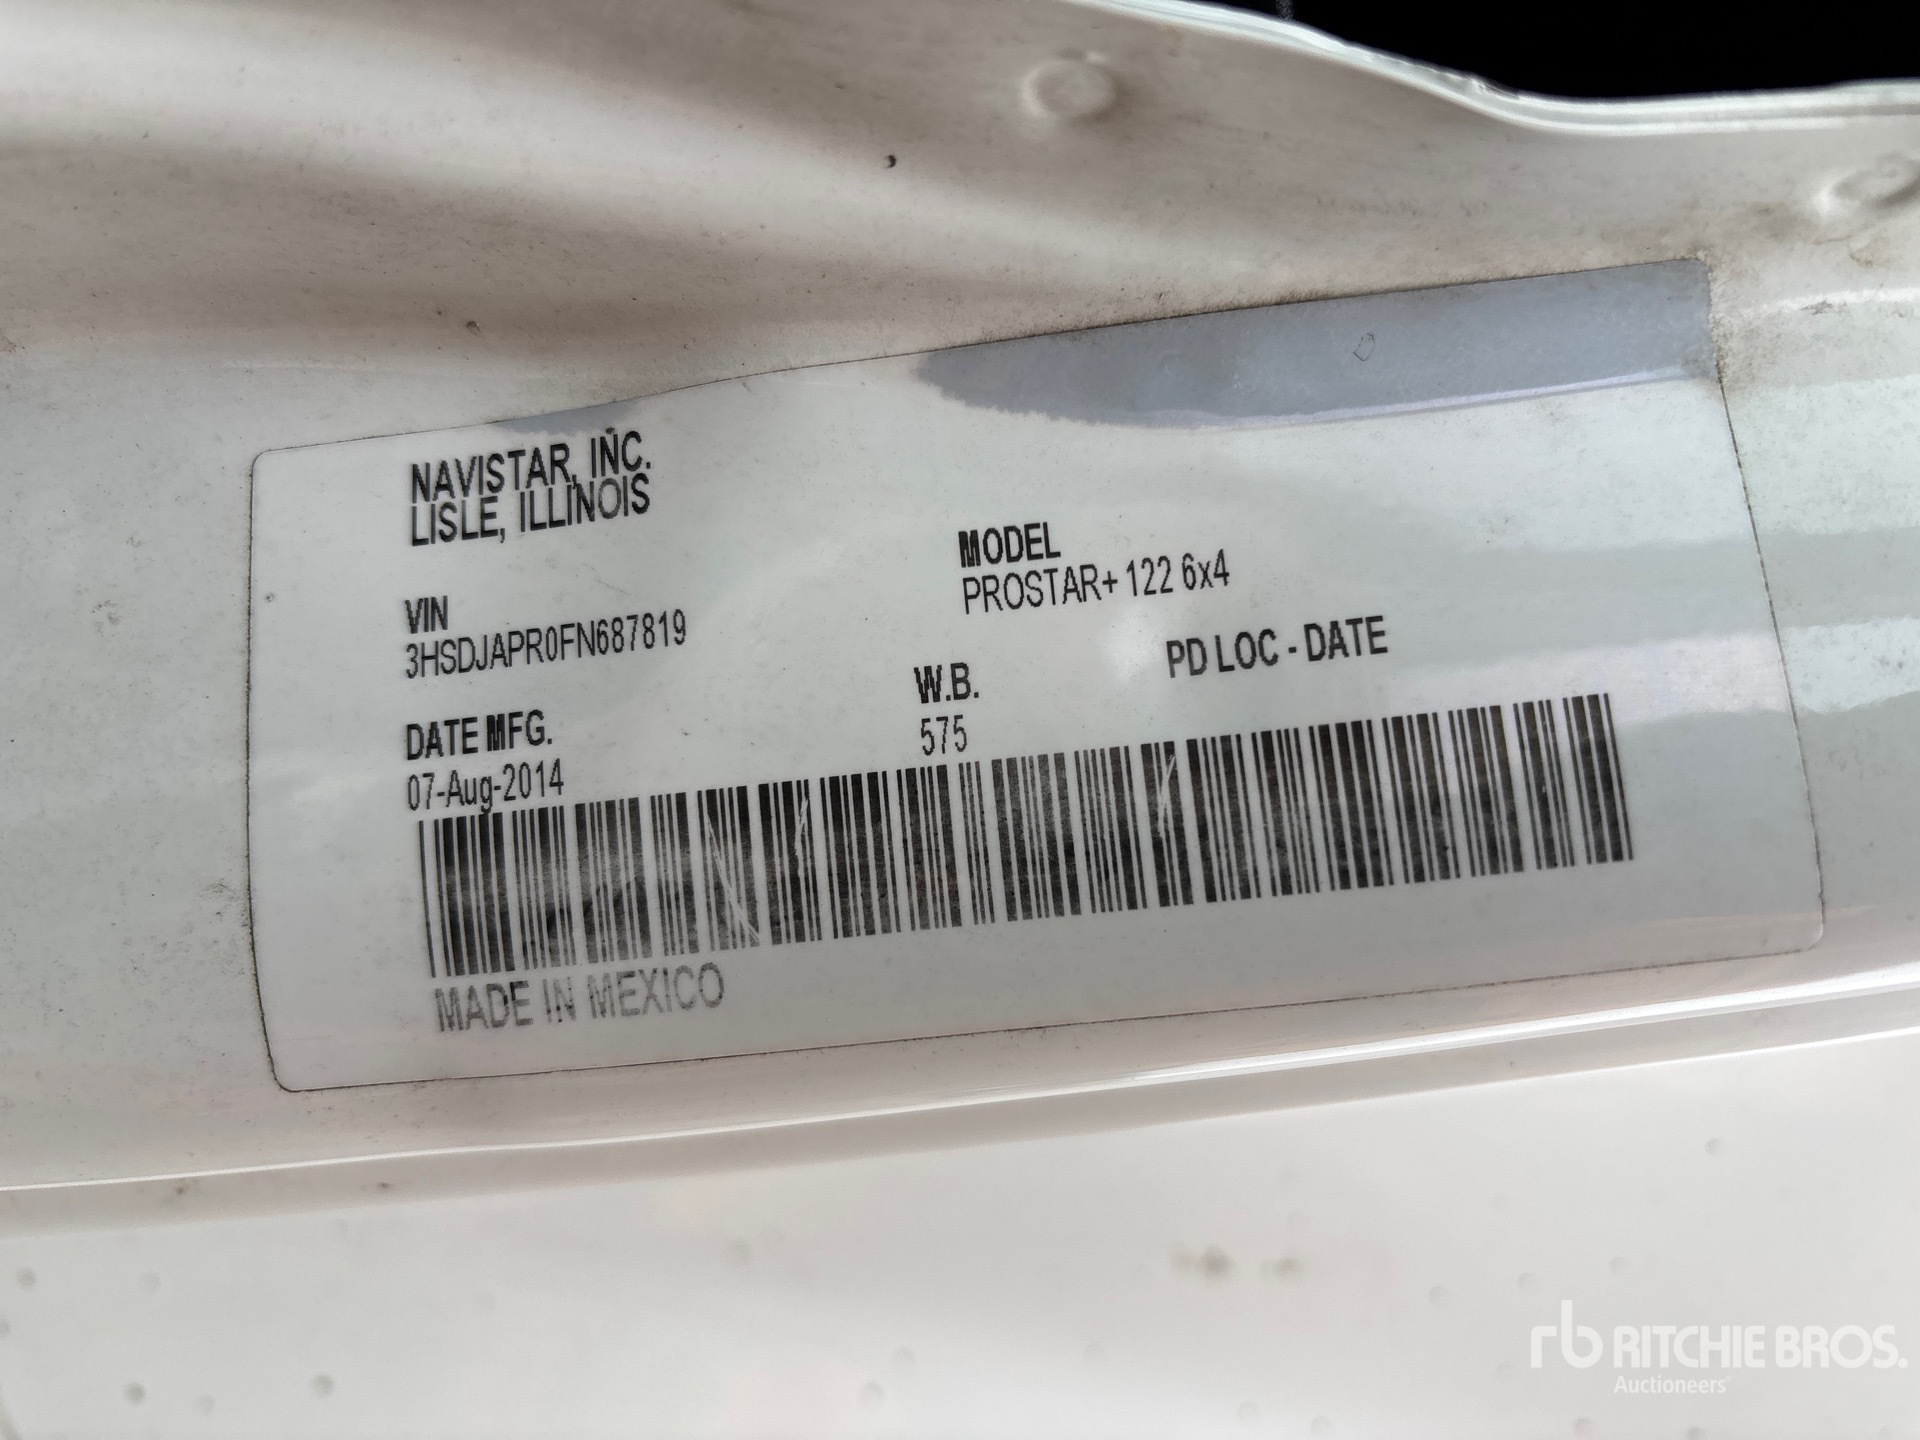 NAVISTAR, INC.
LISLE, ILLINOIS
MODEL
PROSTAR+ 122 6x4
VIN
3HSDJAPR0FN687819
W.B.
575
PD LOC - DATE
DATE MFG.
07-Aug-2014
MADE IN MEXICO
rb RITCHIE BROS.
Auctioneers